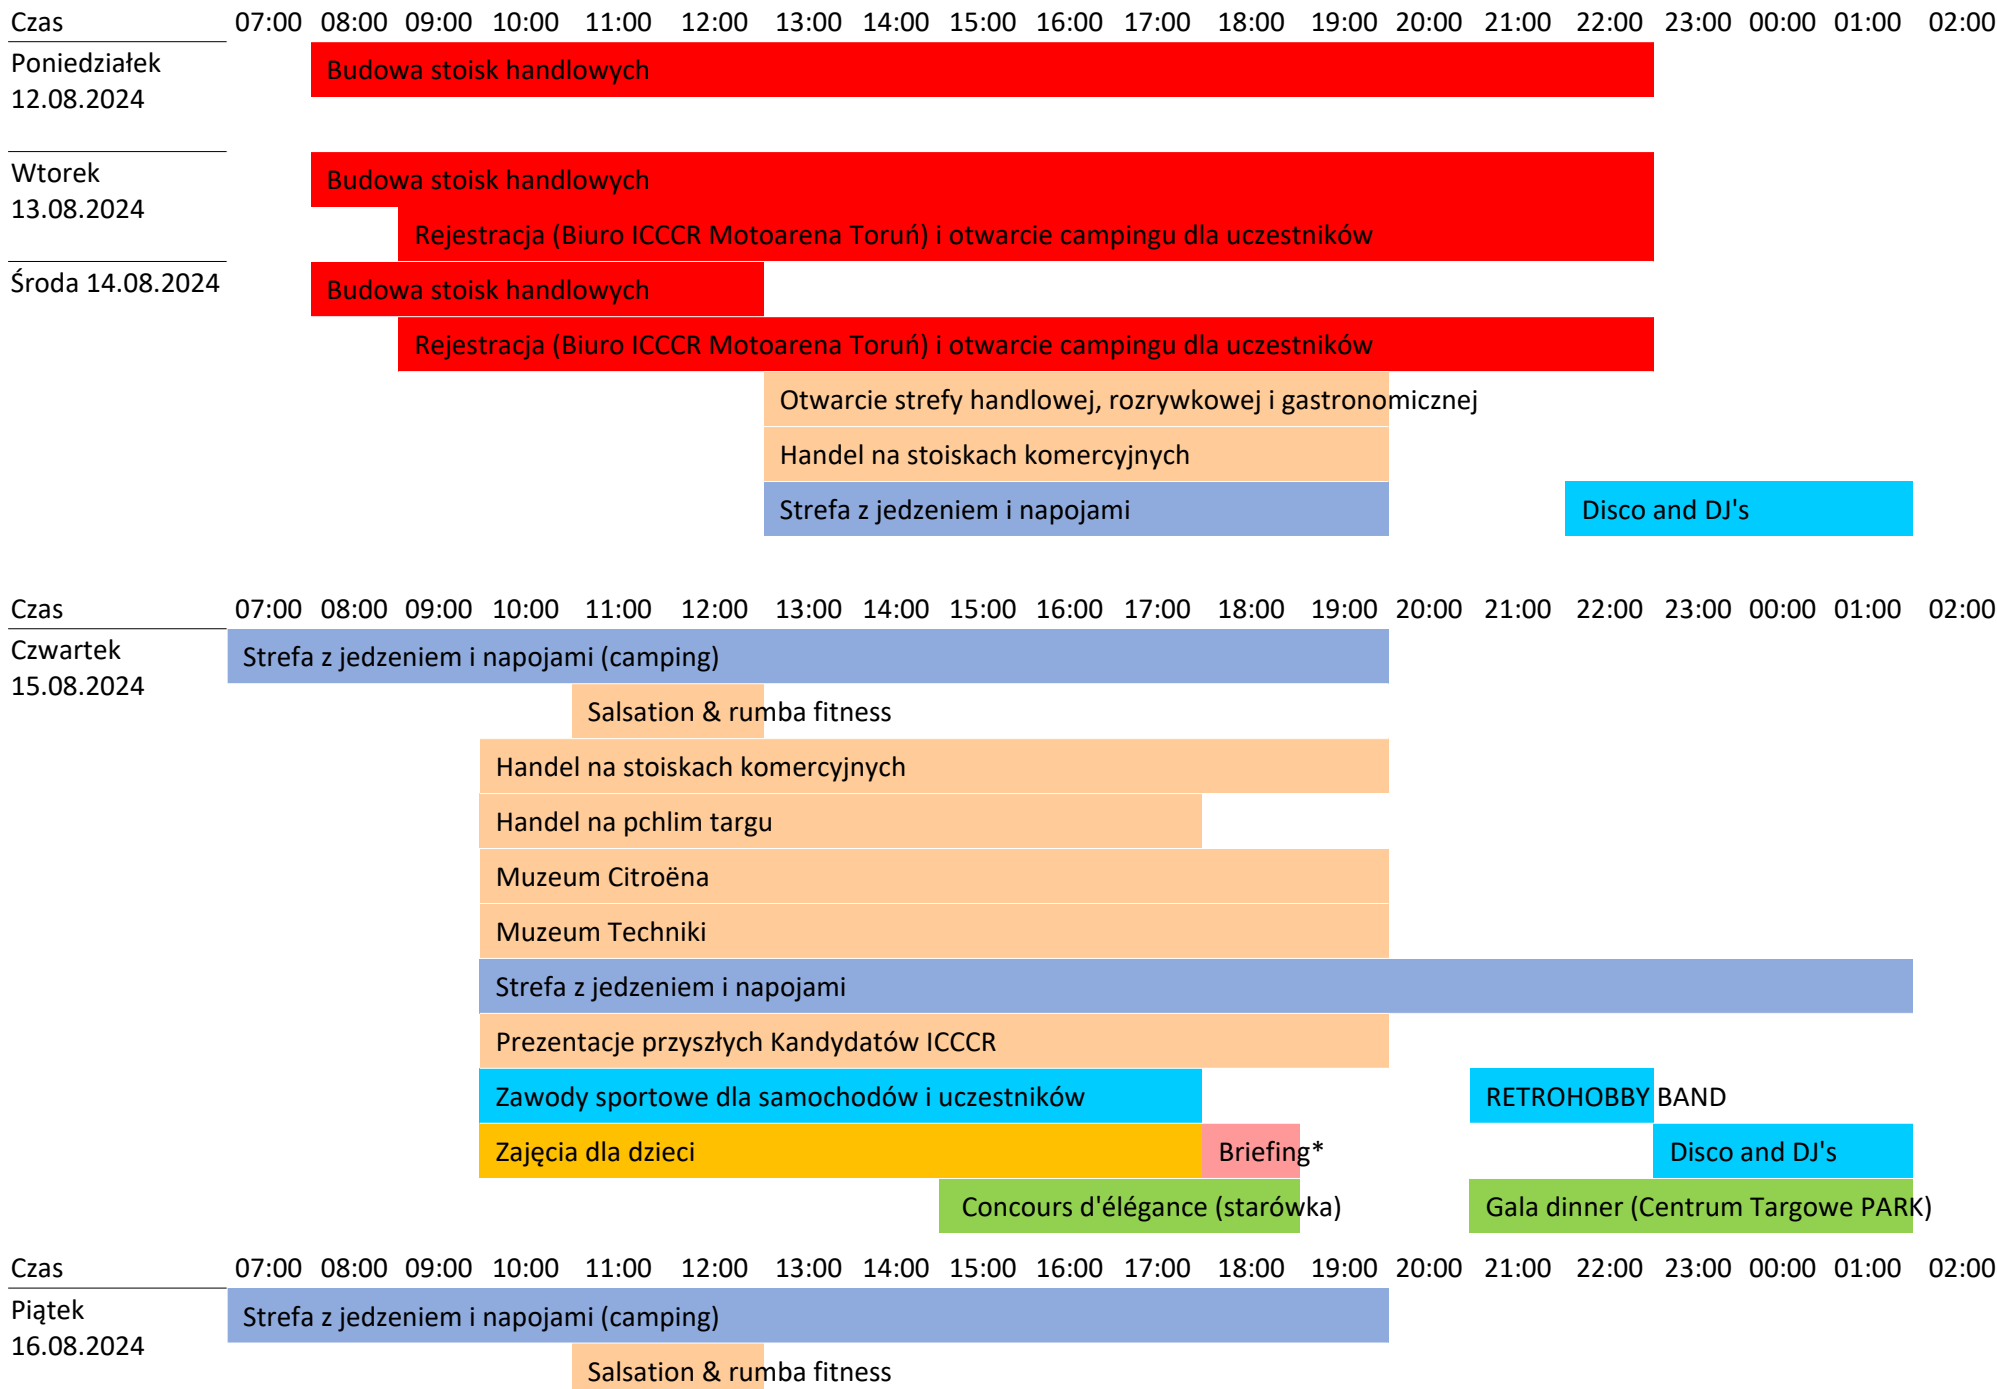 Czas 07:00 08:00 09:00 10:00 11:00 12:00 13:00 14:00 15:00 16:00 17:00 18:00 19:00 20:00 21:00 22:00 23:00 00:00 01:00 02:00
Poniedziałek
12.08.2024
Budowa stoisk handlowych
Wtorek
13.08.2024
Budowa stoisk handlowych
Rejestracja (Biuro ICCCR Motoarena Toruń) i otwarcie campingu dla uczestników
Środa 14.08.2024
Budowa stoisk handlowych
Rejestracja (Biuro ICCCR Motoarena Toruń) i otwarcie campingu dla uczestników
Otwarcie strefy handlowej, rozrywkowej i gastronomicznej
Handel na stoiskach komercyjnych
Strefa z jedzeniem i napojami Disco and DJ's
Czas 07:00 08:00 09:00 10:00 11:00 12:00 13:00 14:00 15:00 16:00 17:00 18:00 19:00 20:00 21:00 22:00 23:00 00:00 01:00 02:00
Czwartek
15.08.2024
Strefa z jedzeniem i napojami (camping)
Salsation & rumba fitness
Handel na stoiskach komercyjnych
Handel na pchlim targu
Muzeum Citroëna
Muzeum Techniki
Strefa z jedzeniem i napojami
Prezentacje przyszłych Kandydatów ICCCR
Zawody sportowe dla samochodów i uczestników RETROHOBBY BAND
Zajęcia dla dzieci Briefing* Disco and DJ's
Concours d'élégance (starówka) Gala dinner (Centrum Targowe PARK)
Czas 07:00 08:00 09:00 10:00 11:00 12:00 13:00 14:00 15:00 16:00 17:00 18:00 19:00 20:00 21:00 22:00 23:00 00:00 01:00 02:00
Piątek
16.08.2024
Strefa z jedzeniem i napojami (camping)
Salsation & rumba fitness